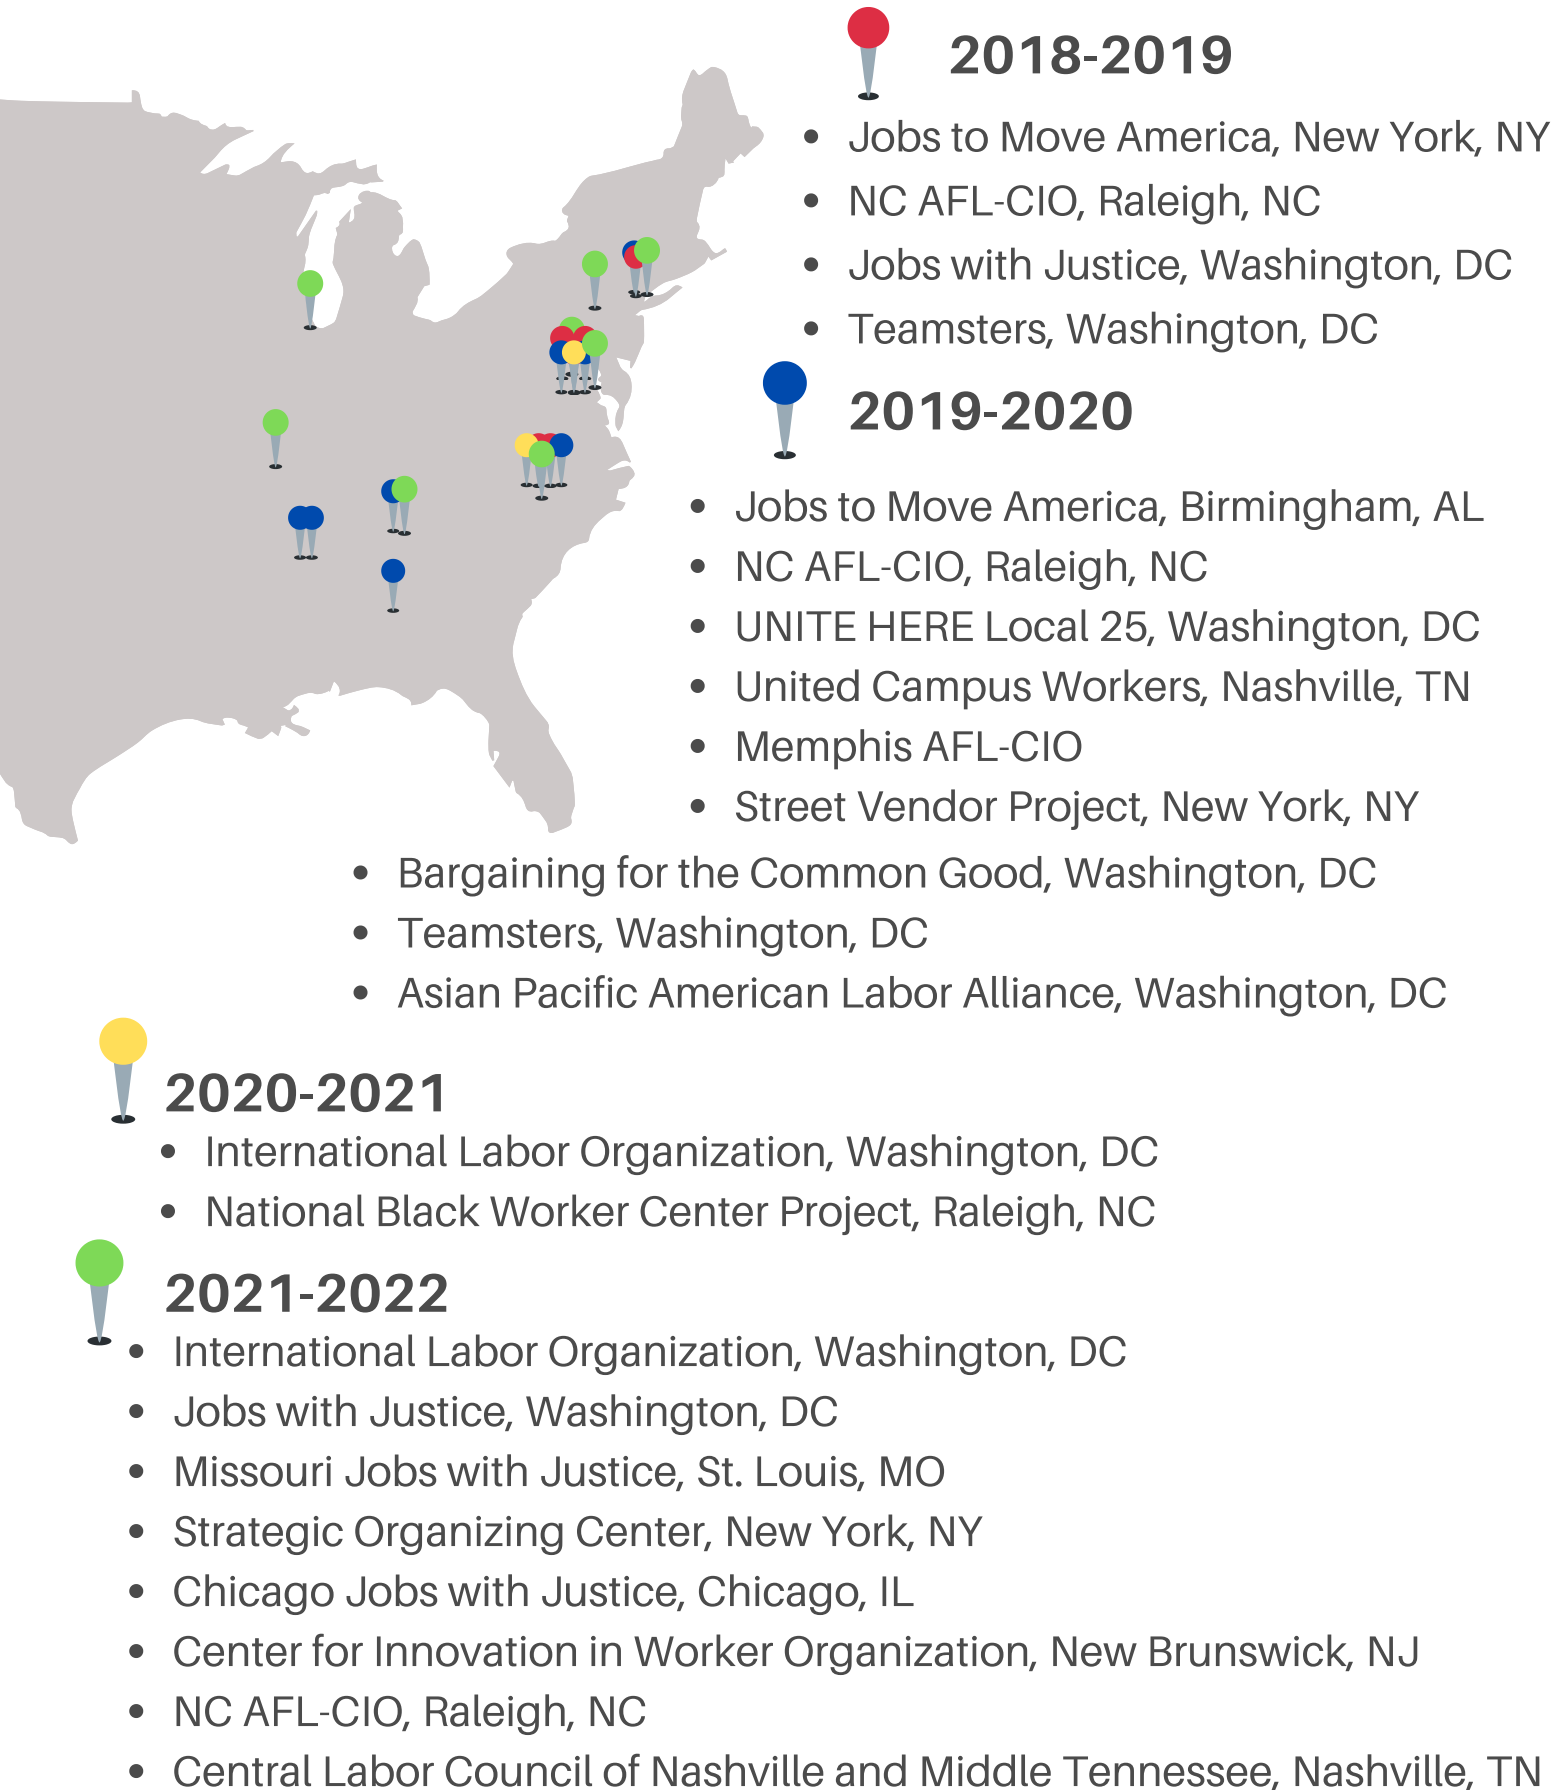 2018-2019
• Jobs to Move America, New York, NY
• NC AFL-CIO, Raleigh, NC
• Jobs with Justice, Washington, DC
• Teamsters, Washington, DC
2019-2020
• Jobs to Move America, Birmingham, AL
• NC AFL-CIO, Raleigh, NC
• UNITE HERE Local 25, Washington, DC
• United Campus Workers, Nashville, TN
• Memphis AFL-CIO
• Street Vendor Project, New York, NY
• Bargaining for the Common Good, Washington, DC
• Teamsters, Washington, DC
• Asian Pacific American Labor Alliance, Washington, DC
2020-2021
• International Labor Organization, Washington, DC
• National Black Worker Center Project, Raleigh, NC
2021-2022
• International Labor Organization, Washington, DC
• Jobs with Justice, Washington, DC
• Missouri Jobs with Justice, St. Louis, MO
• Strategic Organizing Center, New York, NY
• Chicago Jobs with Justice, Chicago, IL
• Center for Innovation in Worker Organization, New Brunswick, NJ
• NC AFL-CIO, Raleigh, NC
• Central Labor Council of Nashville and Middle Tennessee, Nashville, TN